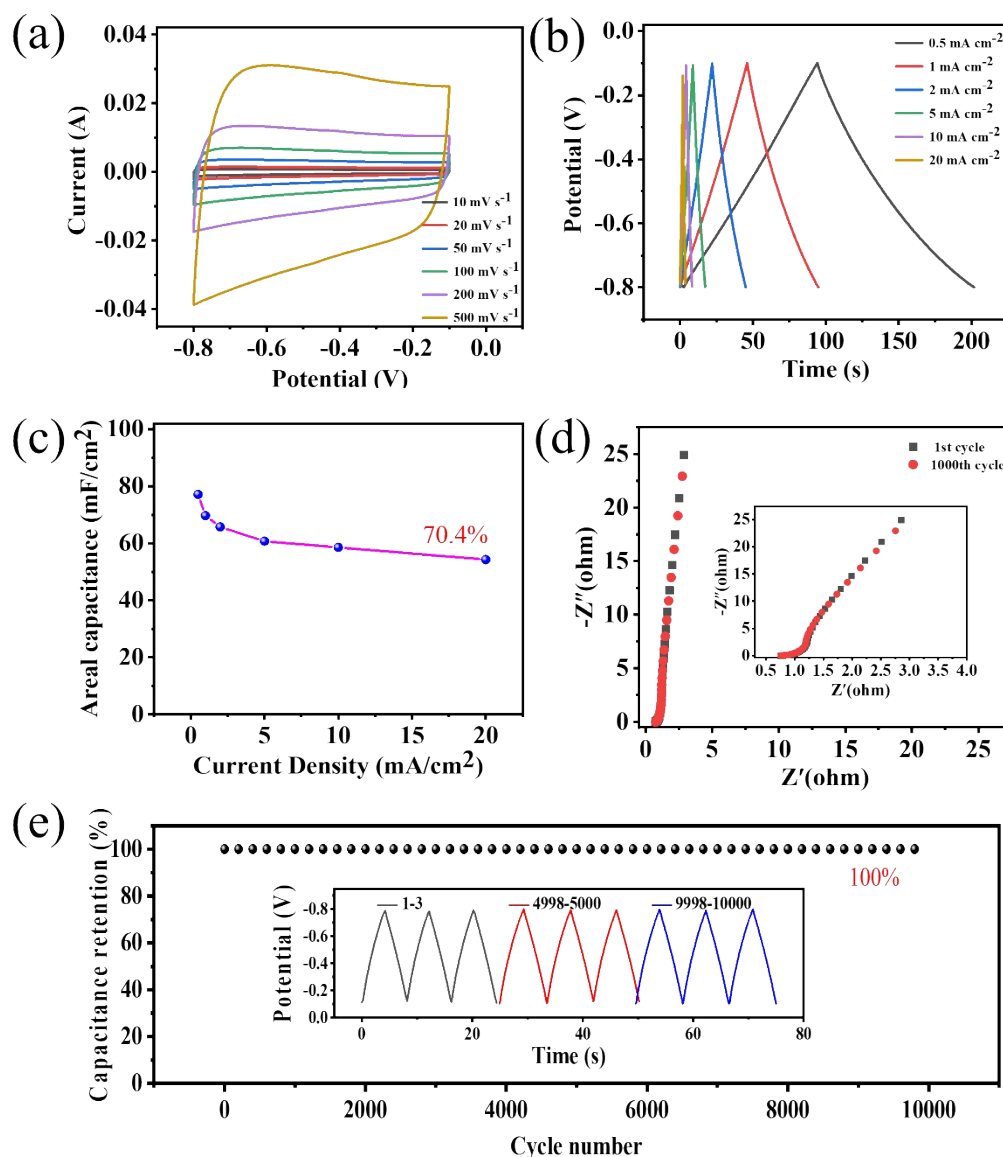 (a)
0.04
0.02
0.00
-0.02
-0.04
Current (A)
10 mV s⁻¹
20 mV s⁻¹
50 mV s⁻¹
100 mV s⁻¹
200 mV s⁻¹
500 mV s⁻¹
-0.8 -0.6 -0.4 -0.2 0.0
Potential (V)
(b)
0.0
-0.2
-0.4
-0.6
-0.8
Potential (V)
0.5 mA cm⁻²
1 mA cm⁻²
2 mA cm⁻²
5 mA cm⁻²
10 mA cm⁻²
20 mA cm⁻²
0 50 100 150 200
Time (s)
(c)
100
80
60
40
20
0
Areal capacitance (mF/cm²)
70.4%
0 5 10 15 20
Current Density (mA/cm²)
(d)
25
20
15
10
5
0
-Z″(ohm)
1st cycle
1000th cycle
25
20
15
10
5
0
-Z″(ohm)
0.5 1.0 1.5 2.0 2.5 3.0 3.5 4.0
Z′(ohm)
0 5 10 15 20 25
Z′(ohm)
(e)
100
80
60
40
20
0
Capacitance retention (%)
100%
-0.8
-0.6
-0.4
-0.2
0.0
Potential (V)
1-3 4998-5000 9998-10000
0 20 40 60 80
Time (s)
0 2000 4000 6000 8000 10000
Cycle number